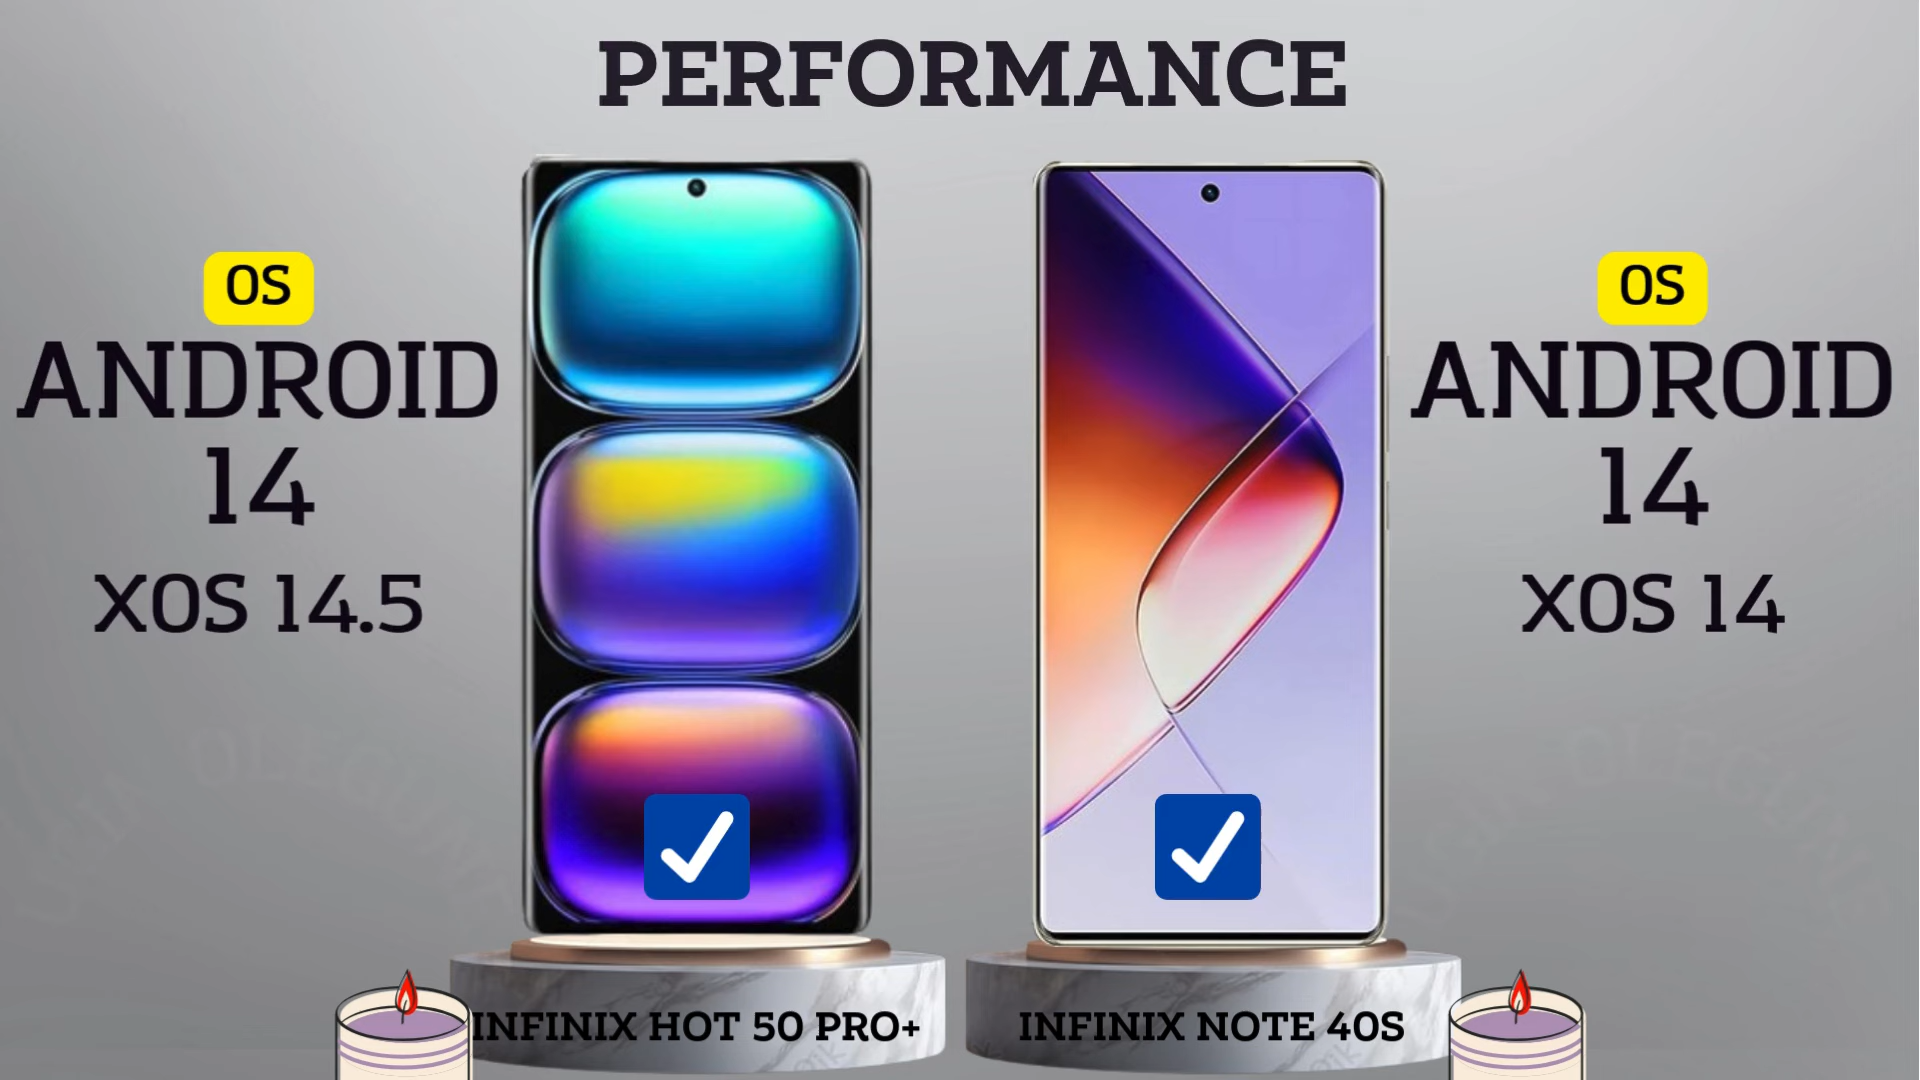 PERFORMANCE
OS
ANDROID
14
XOS 14.5
OS
ANDROID
14
XOS 14
INFINIX HOT 50 PRO+
INFINIX NOTE 40S